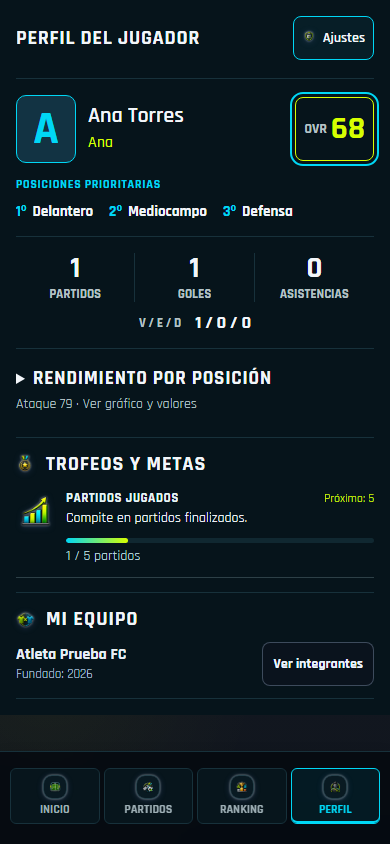 PERFIL DEL JUGADOR
Ajustes
A
Ana Torres
Ana
OVR 68
POSICIONES PRIORITARIAS
1º Delantero 2º Mediocampo 3º Defensa
1 1 0
PARTIDOS GOLES ASISTENCIAS
V/E/D 1/0/0
RENDIMIENTO POR POSICIÓN
Ataque 79 · Ver gráfico y valores
TROFEOS Y METAS
PARTIDOS JUGADOS Próximo: 5
Compite en partidos finalizados.
1 / 5 partidos
MI EQUIPO
Atleta Prueba FC
Fundado: 2026
Ver integrantes
INICIO PARTIDOS RANKING PERFIL